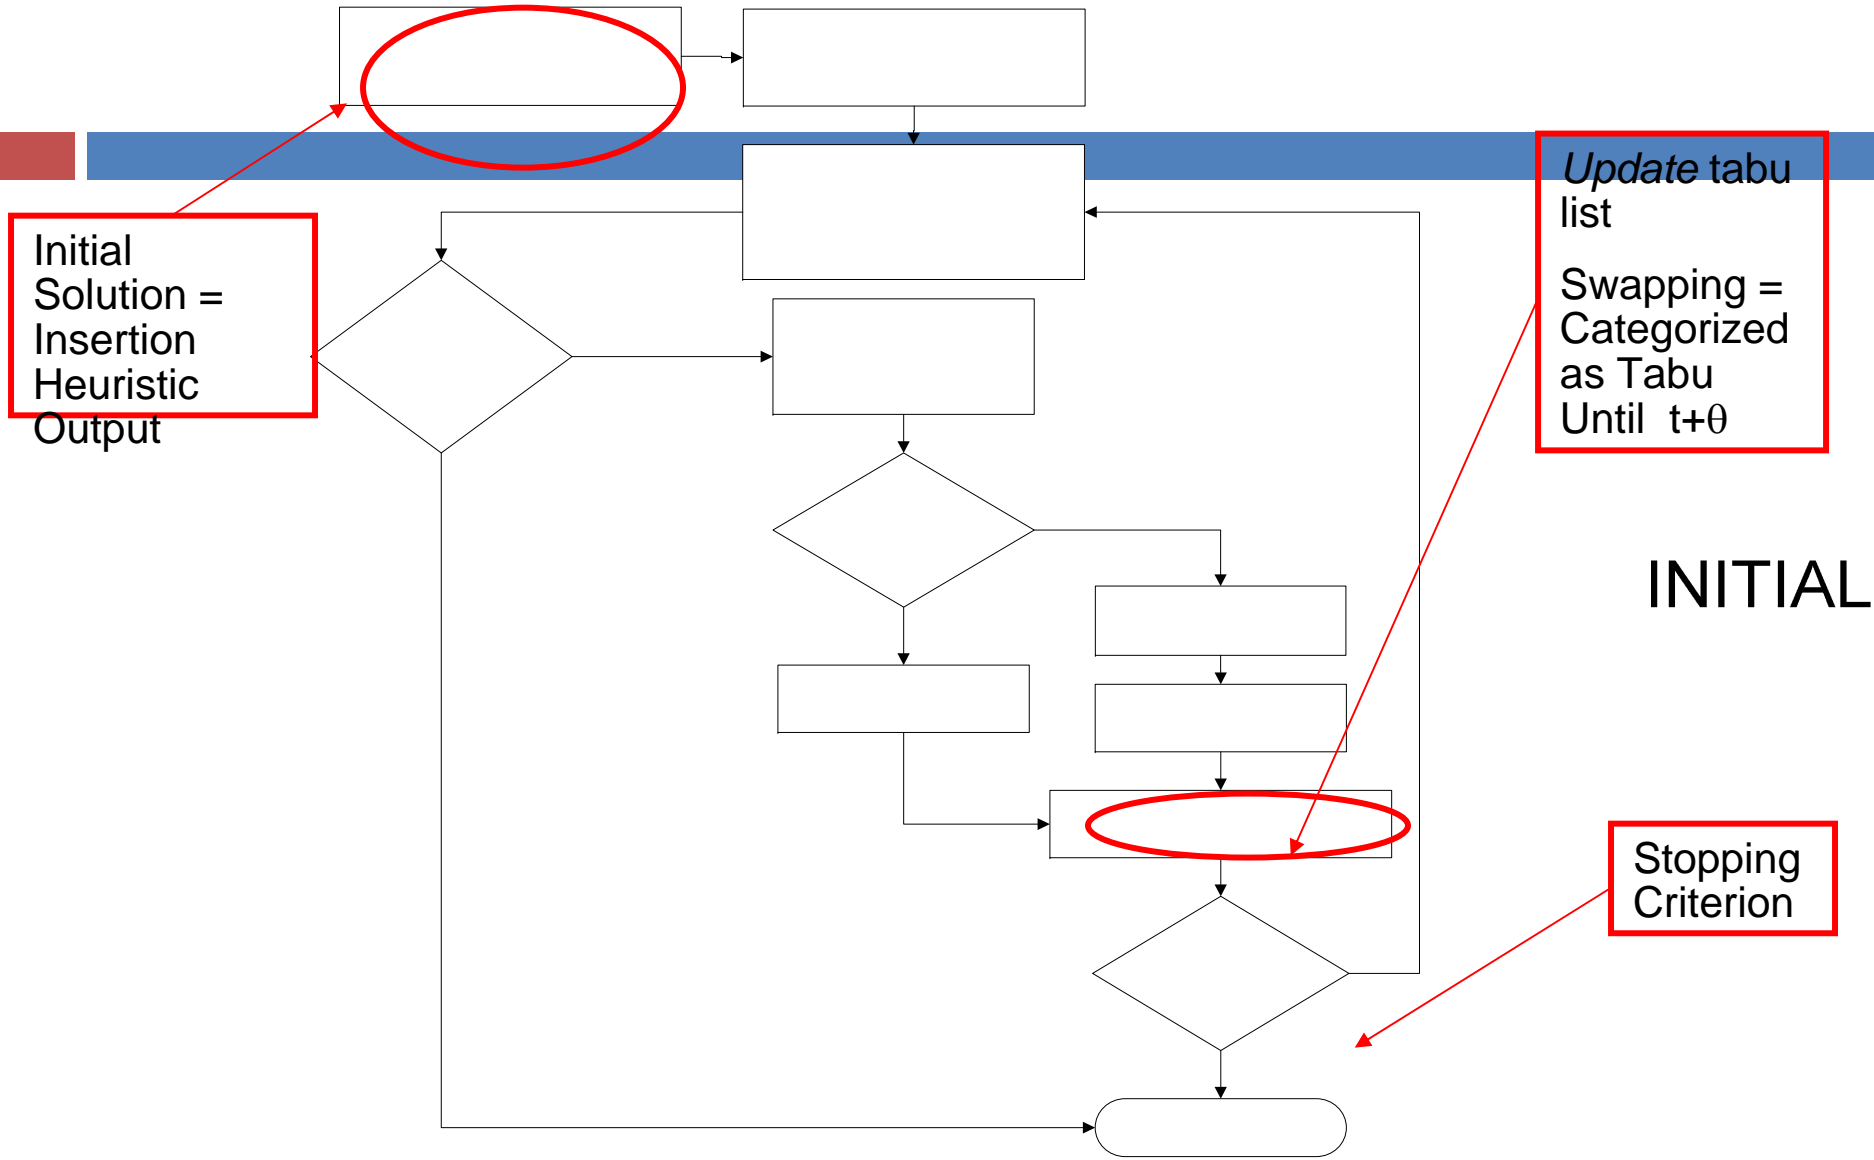 Initial
Solution =
Insertion
Heuristic
Output
Update tabu
list
Swapping =
Categorized
as Tabu
Until t+θ
INITIAL
Stopping
Criterion